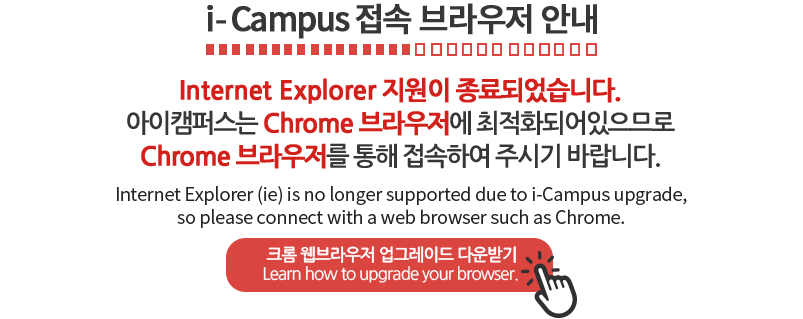 i-Campus 접속 브라우저 안내
Internet Explorer 지원이 종료되었습니다.
아이캠퍼스는 Chrome 브라우저에 최적화되어있으므로
Chrome 브라우저를 통해 접속하여 주시기 바랍니다.
Internet Explorer (ie) is no longer supported due to i-Campus upgrade,
so please connect with a web browser such as Chrome.
크롬 웹브라우저 업그레이드 다운받기
Learn how to upgrade your browser.